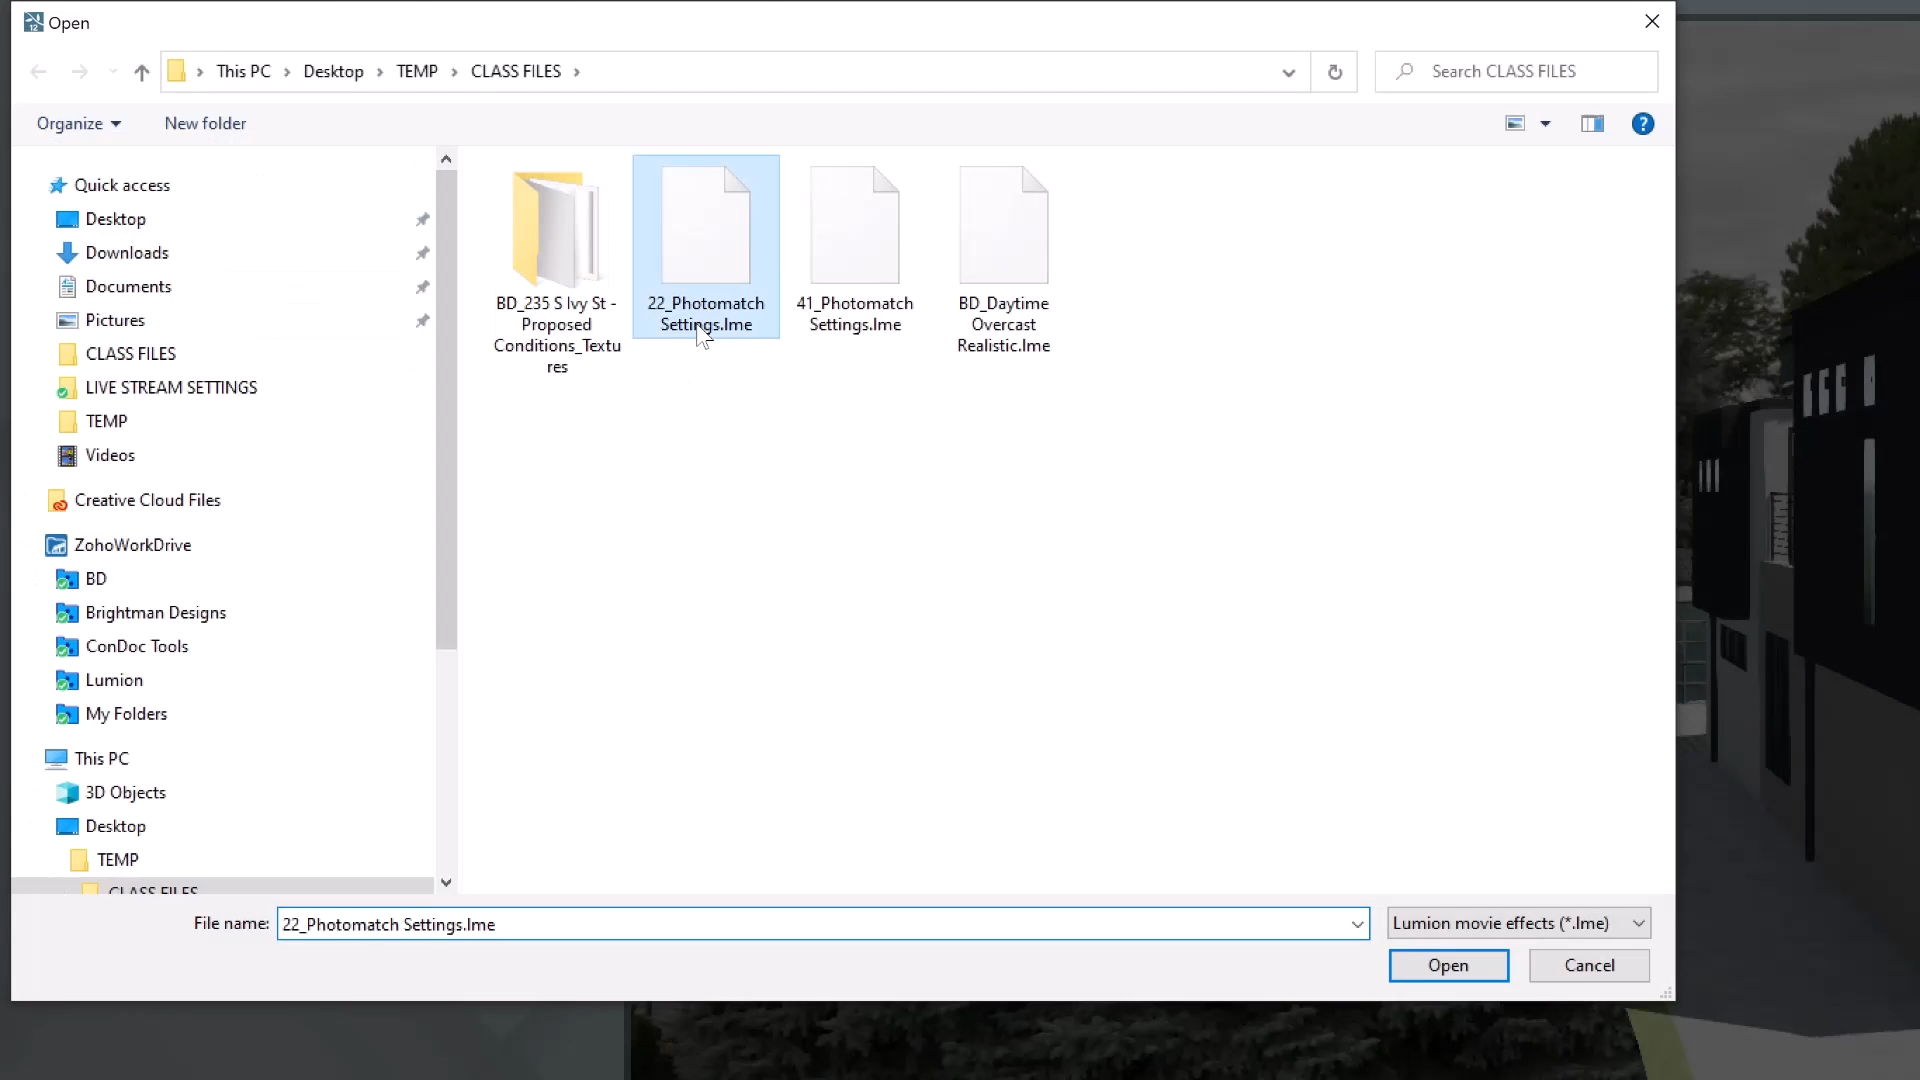 Open
This PC > Desktop > TEMP > CLASS FILES >
Search CLASS FILES
Organize
New folder
Quick access
Desktop
Downloads
Documents
Pictures
CLASS FILES
LIVE STREAM SETTINGS
TEMP
Videos
Creative Cloud Files
ZohoWorkDrive
BD
Brightman Designs
ConDoc Tools
Lumion
My Folders
This PC
3D Objects
Desktop
TEMP
CLASS FILES
BD_235 S Ivy St -
Proposed
Conditions_Textu
res
22_Photomatch
Settings.lme
41_Photomatch
Settings.lme
BD_Daytime
Overcast
Realistic.lme
File name:
22_Photomatch Settings.lme
Lumion movie effects (*.lme)
Open
Cancel